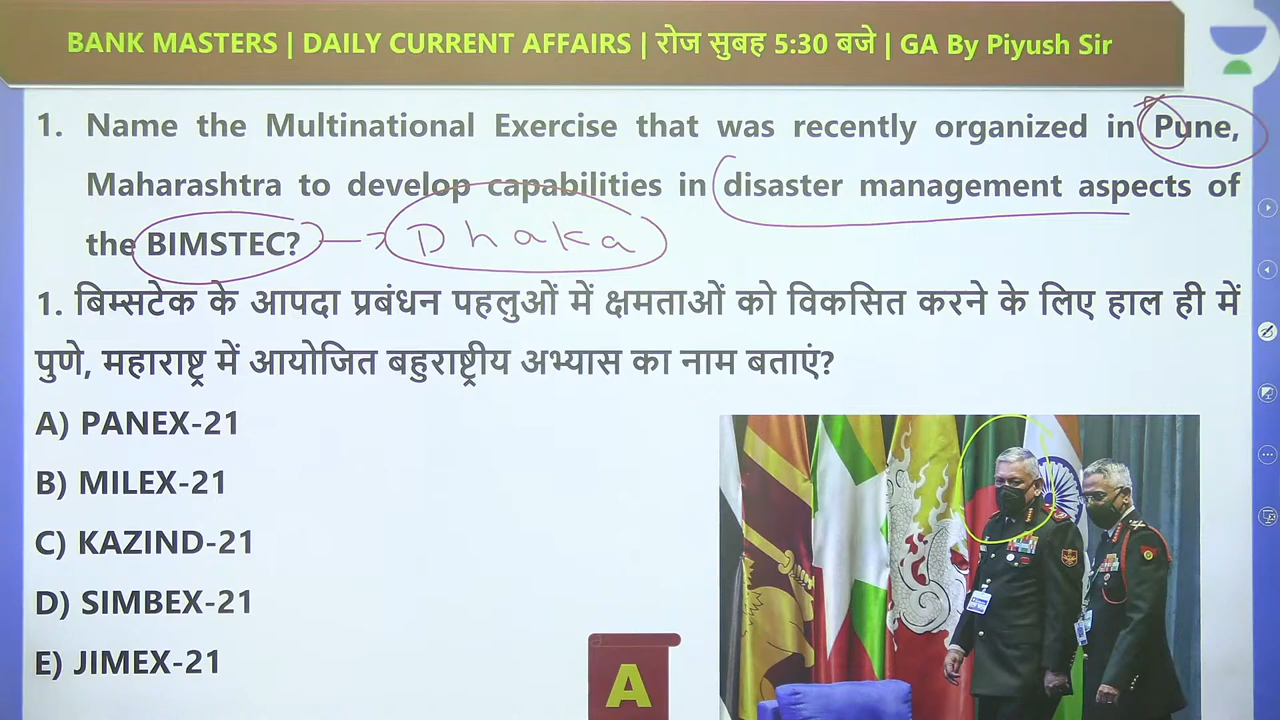 BANK MASTERS | DAILY CURRENT AFFAIRS | रोज सुबह 5:30 बजे | GA By Piyush Sir
1. Name the Multinational Exercise that was recently organized in Pune,
Maharashtra to develop capabilities in disaster management aspects of
the BIMSTEC? → Dhaka
1. बिम्सटेक के आपदा प्रबंधन पहलुओं में क्षमताओं को विकसित करने के लिए हाल ही में
पुणे, महाराष्ट्र में आयोजित बहुराष्ट्रीय अभ्यास का नाम बताएं?
A) PANEX-21
B) MILEX-21
C) KAZIND-21
D) SIMBEX-21
E) JIMEX-21
A